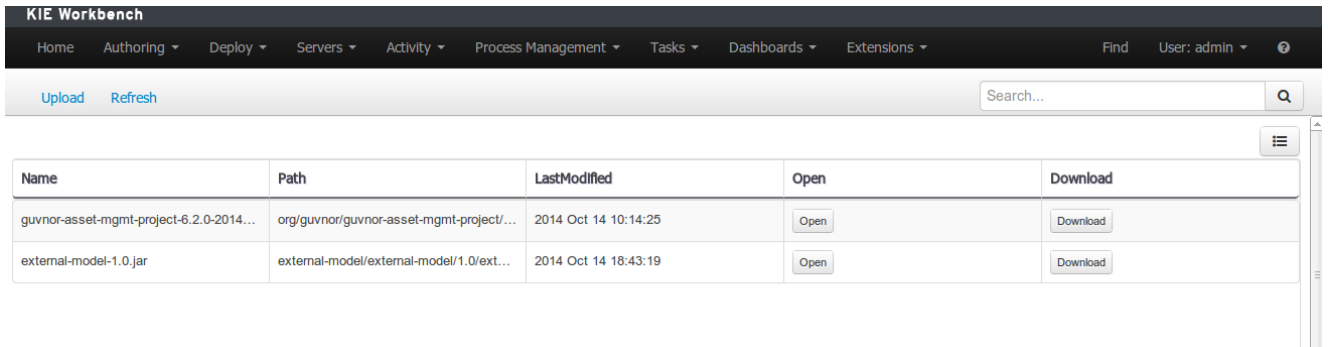 KIE Workbench
Home Authoring Deploy Servers Activity Process Management Tasks Dashboards Extensions Find User: admin
Upload Refresh Search...
Name Path LastModified Open Download
guvnor-asset-mgmt-project-6.2.0-2014... org/guvnor/guvnor-asset-mgmt-project/... 2014 Oct 14 10:14:25 Open Download
external-model-1.0.jar external-model/external-model/1.0/ext... 2014 Oct 14 18:43:19 Open Download